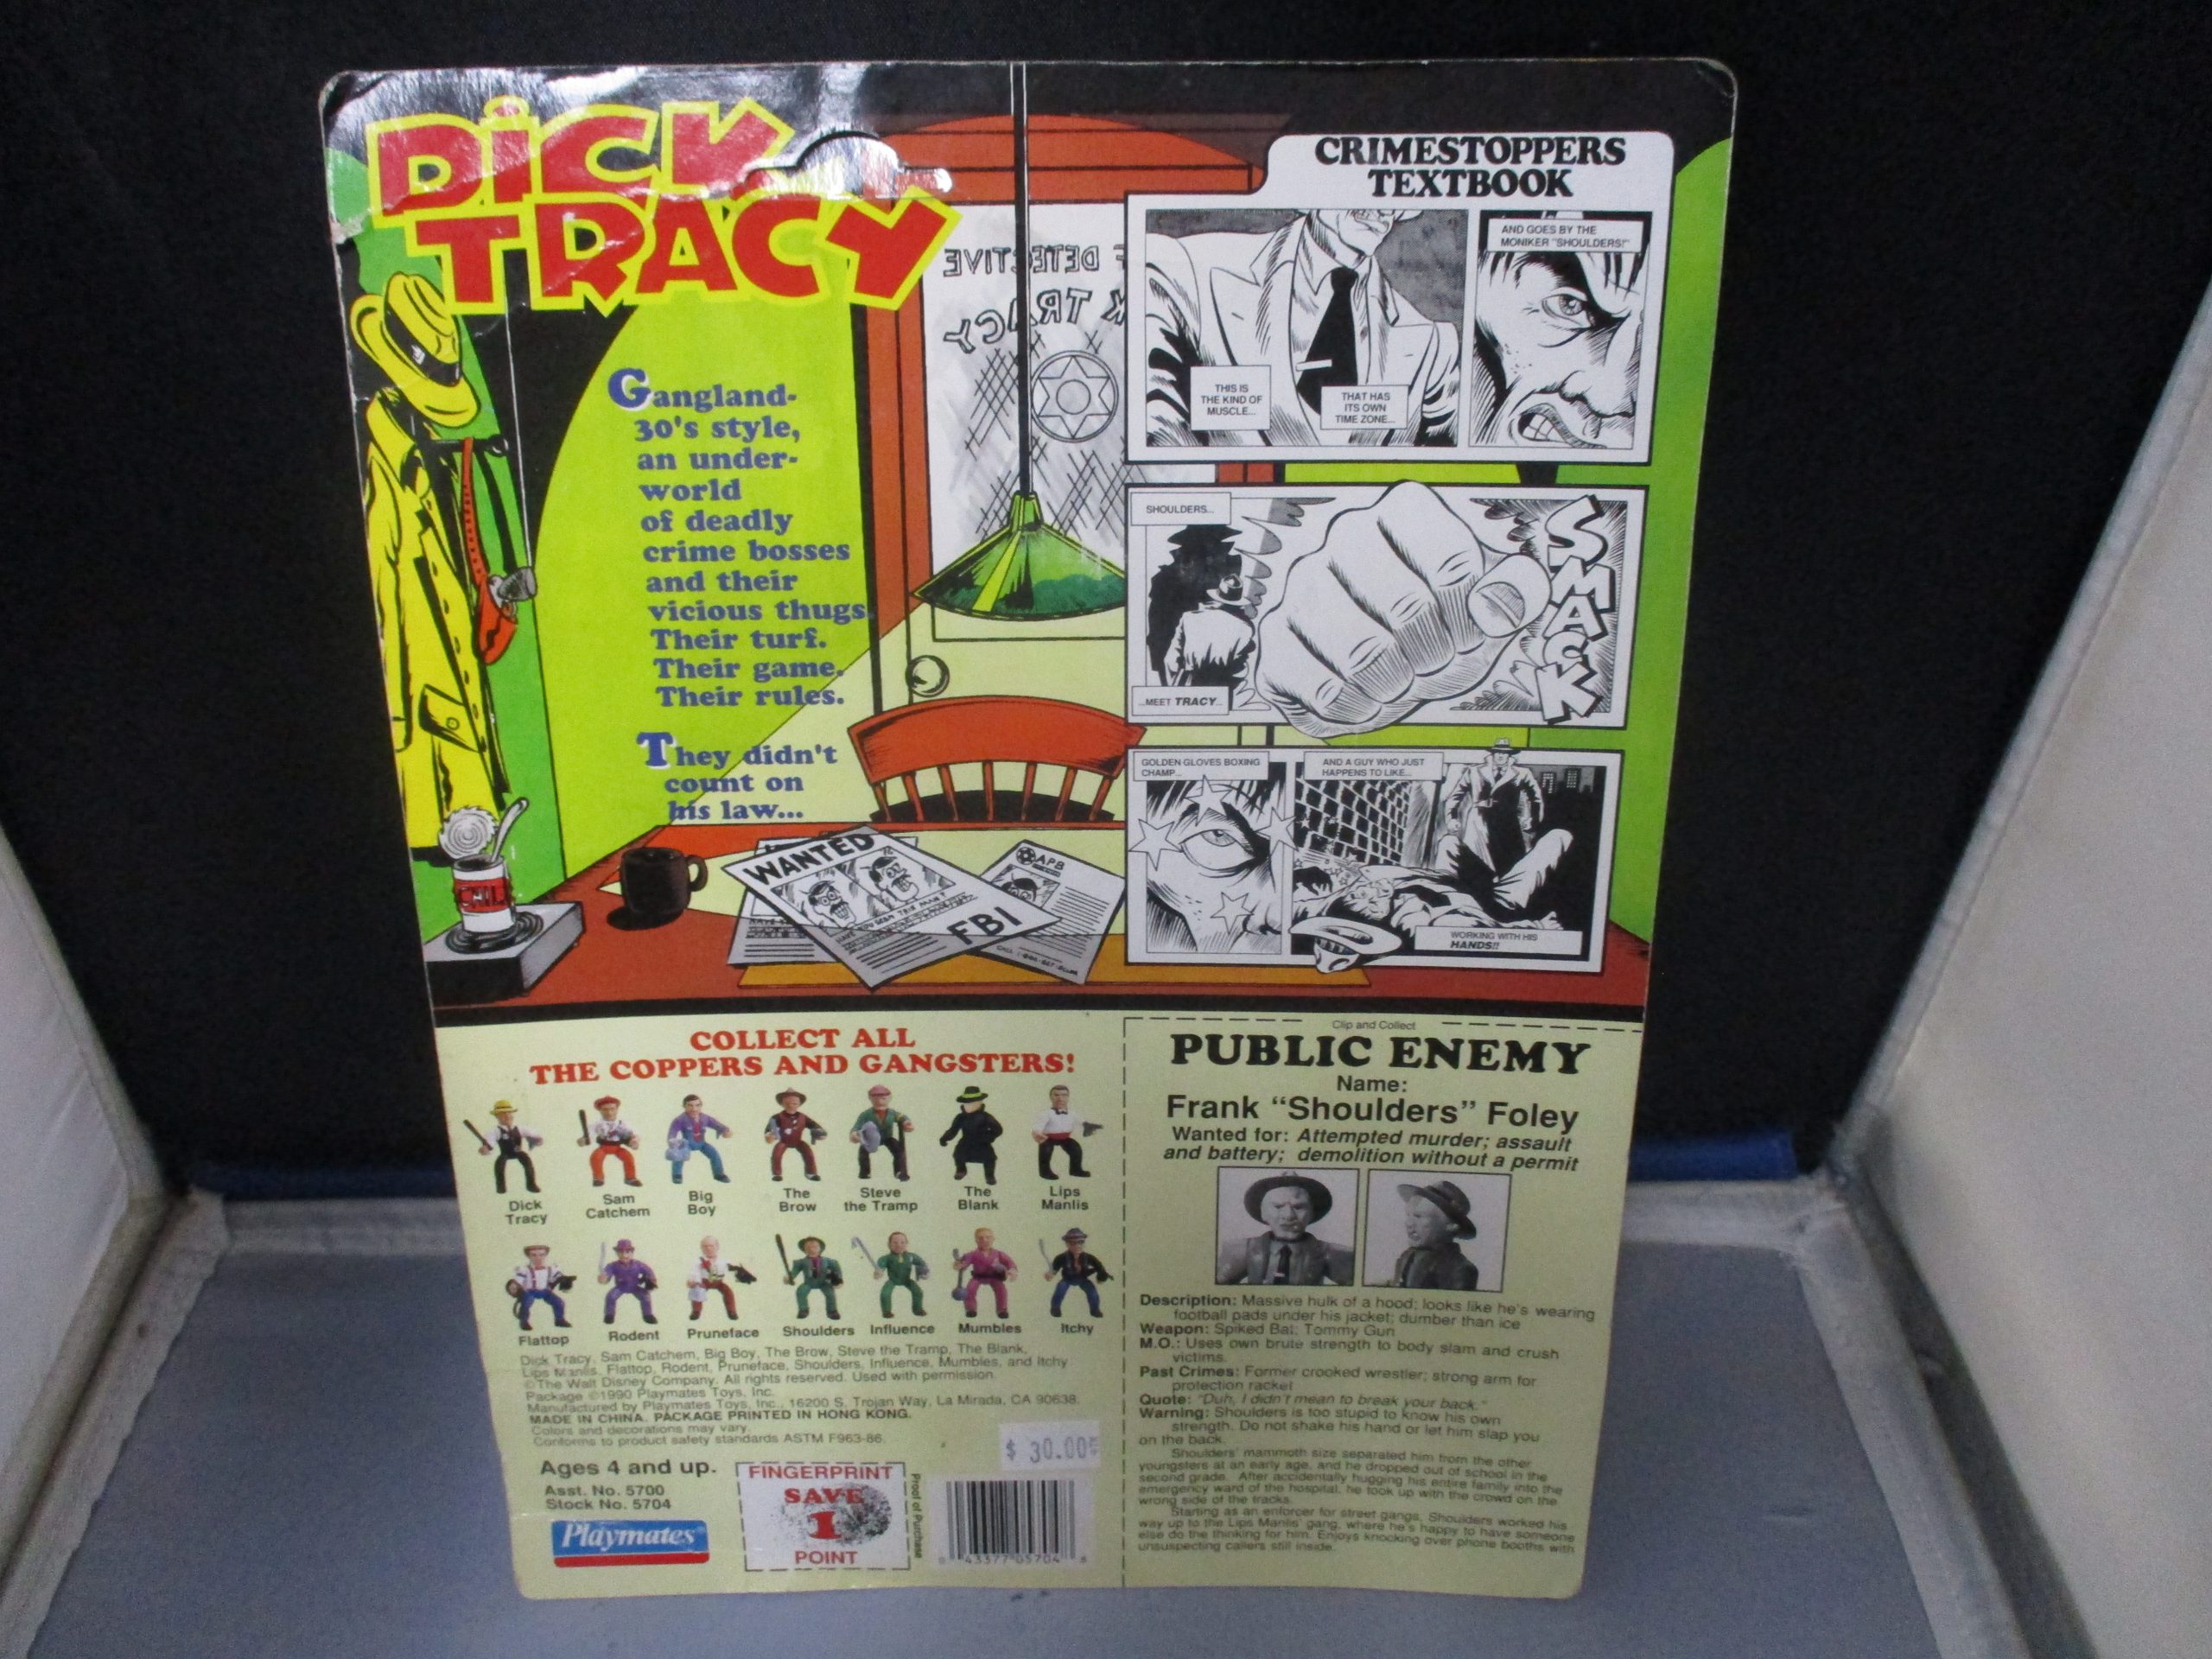 DICK
TRACY
Gangland-
30's style,
an under-
world
of deadly
crime bosses
and their
vicious thugs.
Their turf.
Their game.
Their rules.
They didn't
count on
his law...
DETECTIVE
K TRACY
CHILI
WANTED
FBI
APB
CRIMESTOPPERS
TEXTBOOK
THIS IS
THE KIND OF
MUSCLE...
THAT HAS
ITS OWN
TIME ZONE...
AND GOES BY THE
MONIKER "SHOULDERS!"
SHOULDERS...
...MEET TRACY...
SMACK
GOLDEN GLOVES BOXING
CHAMP...
AND A GUY WHO JUST
HAPPENS TO LIKE...
WORKING WITH HIS
HANDS!!
COLLECT ALL
THE COPPERS AND GANGSTERS!
Dick
Tracy
Sam
Catchem
Big
Boy
The
Brow
Steve
the Tramp
The
Blank
Lips
Manlis
Flattop
Rodent
Pruneface
Shoulders
Influence
Mumbles
Itchy
Dick Tracy, Sam Catchem, Big Boy, The Brow, Steve the Tramp, The Blank,
Lips Manlis, Flattop, Rodent, Pruneface, Shoulders, Influence, Mumbles, and Itchy
©The Walt Disney Company. All rights reserved. Used with permission.
Package ©1990 Playmates Toys, Inc.
Manufactured by Playmates Toys, Inc., 16200 S. Trojan Way, La Mirada, CA 90638.
MADE IN CHINA. PACKAGE PRINTED IN HONG KONG.
Colors and decorations may vary.
Conforms to product safety standards ASTM F963-86.
$ 30.00
Ages 4 and up.
Asst. No. 5700
Stock No. 5704
Playmates
FINGERPRINT
SAVE
1
POINT
Proof of Purchase
0 43377 05704
Clip and Collect
PUBLIC ENEMY
Name:
Frank "Shoulders" Foley
Wanted for: Attempted murder; assault
and battery; demolition without a permit
Description: Massive hulk of a hood; looks like he's wearing
football pads under his jacket; dumber than ice
Weapon: Spiked Bat; Tommy Gun
M.O.: Uses own brute strength to body slam and crush
victims.
Past Crimes: Former crooked wrestler; strong arm for
protection racket
Quote: "Duh, I didn't mean to break your back."
Warning: Shoulders is too stupid to know his own
strength. Do not shake his hand or let him slap you
on the back.
Shoulders' mammoth size separated him from the other
youngsters at an early age, and he dropped out of school in the
second grade. After accidentally hugging his entire family into the
emergency ward of the hospital, he took up with the crowd on the
wrong side of the tracks.
Starting as an enforcer for street gangs, Shoulders worked his
way up to the Lips Manlis' gang, where he's happy to have someone
else do the thinking for him. Enjoys knocking over phone booths with
unsuspecting callers still inside.